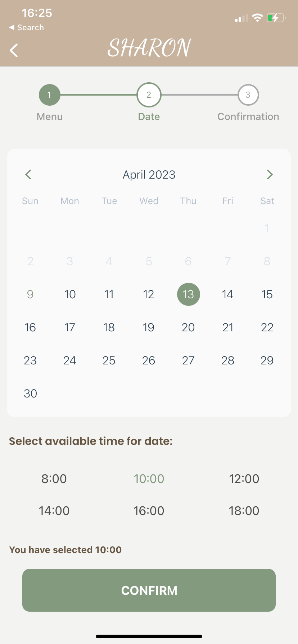 16:25
◀ Search
SHARON
1 2 3
Menu Date Confirmation
April 2023
Sun Mon Tue Wed Thu Fri Sat
1
2 3 4 5 6 7 8
9 10 11 12 13 14 15
16 17 18 19 20 21 22
23 24 25 26 27 28 29
30
Select available time for date:
8:00 10:00 12:00
14:00 16:00 18:00
You have selected 10:00
CONFIRM